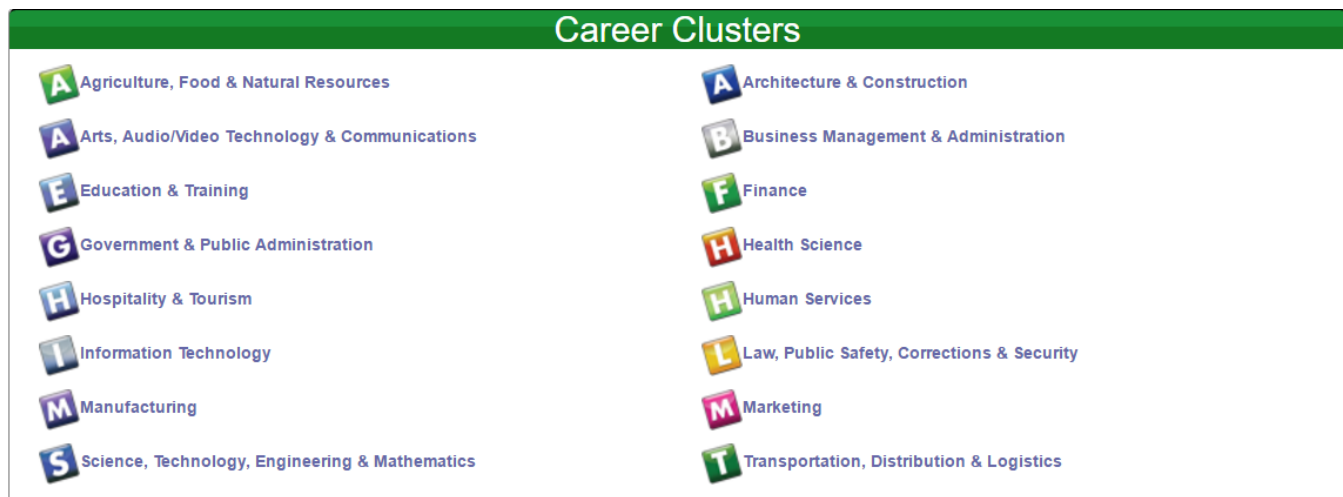 Career Clusters
A Agriculture, Food & Natural Resources
A Architecture & Construction
A Arts, Audio/Video Technology & Communications
B Business Management & Administration
E Education & Training
F Finance
G Government & Public Administration
H Health Science
H Hospitality & Tourism
H Human Services
I Information Technology
L Law, Public Safety, Corrections & Security
M Manufacturing
M Marketing
S Science, Technology, Engineering & Mathematics
T Transportation, Distribution & Logistics